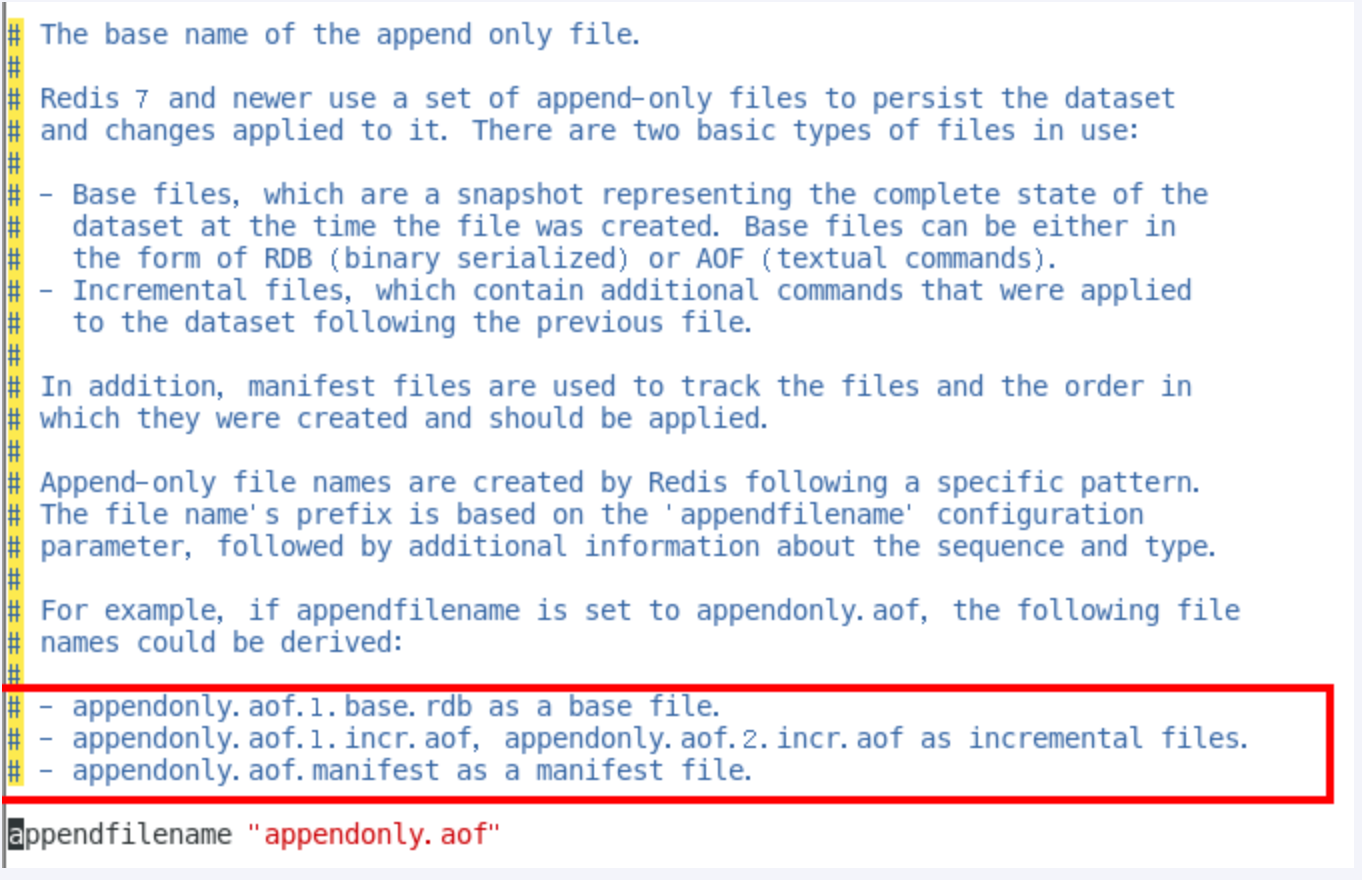 # The base name of the append only file.
#
# Redis 7 and newer use a set of append-only files to persist the dataset
# and changes applied to it. There are two basic types of files in use:
#
# - Base files, which are a snapshot representing the complete state of the
#   dataset at the time the file was created. Base files can be either in
#   the form of RDB (binary serialized) or AOF (textual commands).
# - Incremental files, which contain additional commands that were applied
#   to the dataset following the previous file.
#
# In addition, manifest files are used to track the files and the order in
# which they were created and should be applied.
#
# Append-only file names are created by Redis following a specific pattern.
# The file name's prefix is based on the 'appendfilename' configuration
# parameter, followed by additional information about the sequence and type.
#
# For example, if appendfilename is set to appendonly.aof, the following file
# names could be derived:
#
# - appendonly.aof.1.base.rdb as a base file.
# - appendonly.aof.1.incr.aof, appendonly.aof.2.incr.aof as incremental files.
# - appendonly.aof.manifest as a manifest file.
appendfilename "appendonly.aof"